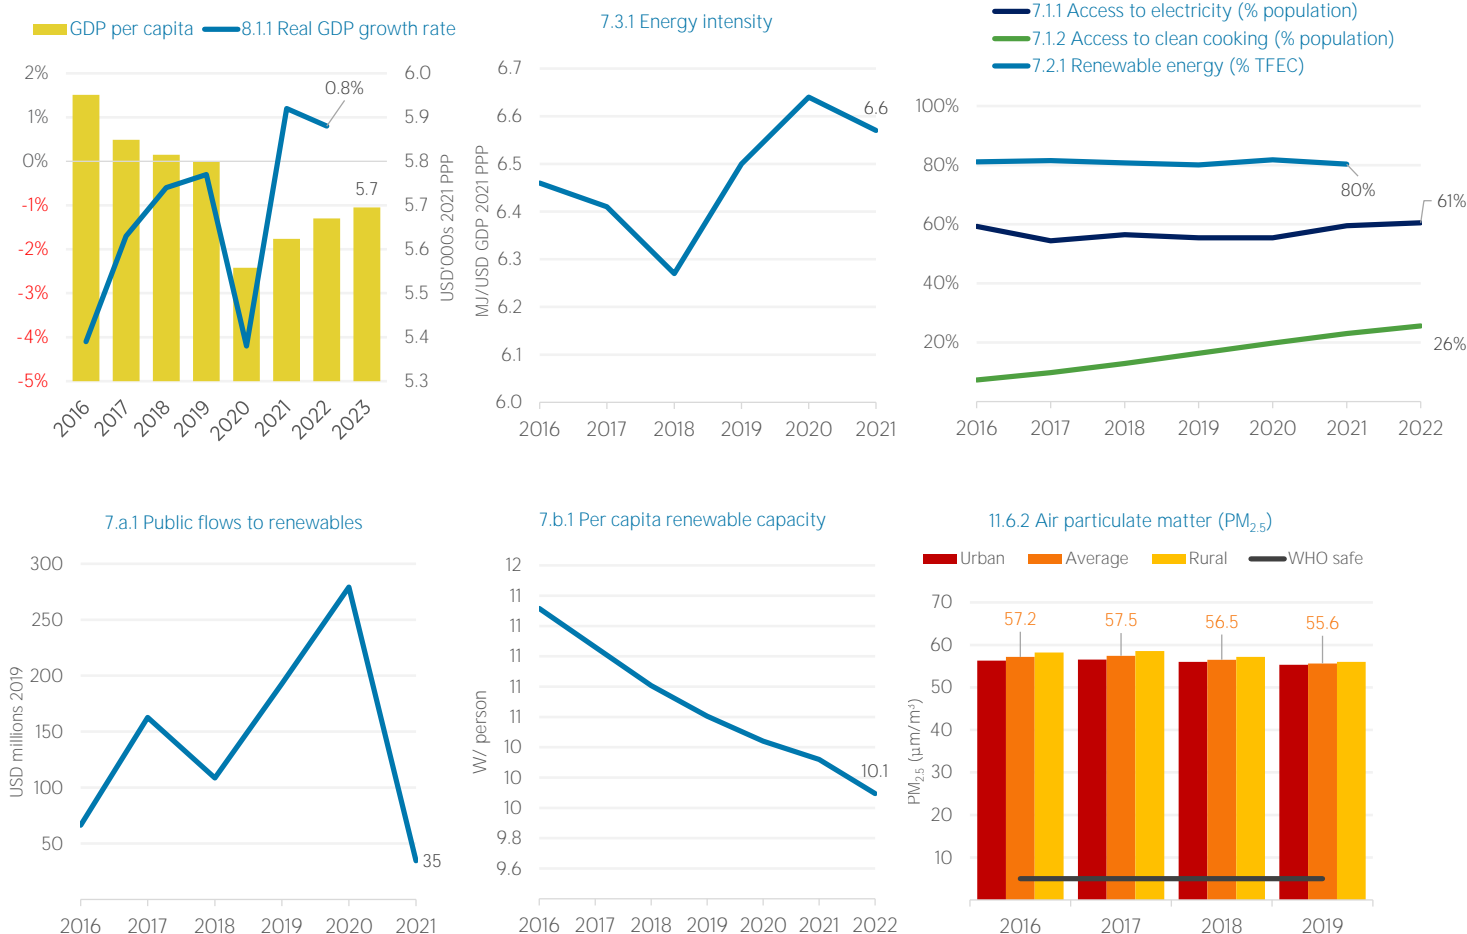 GDP per capita 8.1.1 Real GDP growth rate
2% 6.0
0.8%
1% 5.9
0% 5.8
5.7
-1% 5.7
-2% 5.6
-3% 5.5
-4% 5.4
-5% 5.3
USD'000s 2021 PPP
2016 2017 2018 2019 2020 2021 2022 2023
7.3.1 Energy intensity
6.7
6.6
6.6
6.5
6.4
6.3
6.2
6.1
6.0
MJ/USD GDP 2021 PPP
2016 2017 2018 2019 2020 2021
7.1.1 Access to electricity (% population)
7.1.2 Access to clean cooking (% population)
7.2.1 Renewable energy (% TFEC)
100%
80%
80%
61%
60%
40%
20%
26%
2016 2017 2018 2019 2020 2021 2022
7.a.1 Public flows to renewables
300
250
200
150
100
50
35
USD millions 2019
2016 2017 2018 2019 2020 2021
7.b.1 Per capita renewable capacity
12
11
11
11
11
11
10
10
10
9.8
9.6
10.1
W/ person
2016 2017 2018 2019 2020 2021 2022
11.6.2 Air particulate matter (PM2.5)
Urban Average Rural WHO safe
70
57.2 57.5 56.5 55.6
60
50
40
30
20
10
PM2.5 (μm/m³)
2016 2017 2018 2019